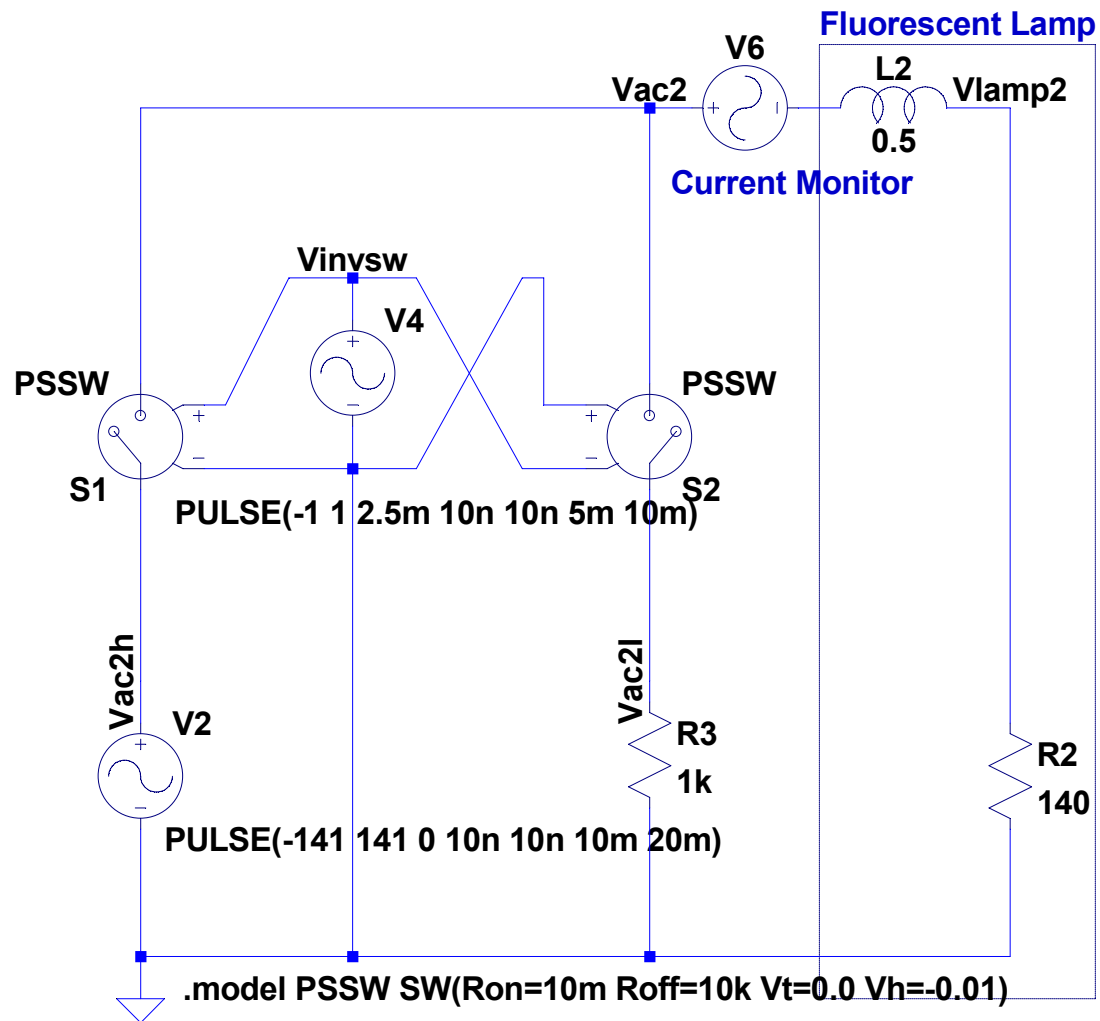 Fluorescent Lamp
V6
L2
Vac2
Vlamp2
0.5
Current Monitor
Vinvsw
V4
PSSW
PSSW
S1
S2
PULSE(-1 1 2.5m 10n 10n 5m 10m)
Vac2h
Vac2l
V2
R3
1k
R2
140
PULSE(-141 141 0 10n 10n 10m 20m)
.model PSSW SW(Ron=10m Roff=10k Vt=0.0 Vh=-0.01)